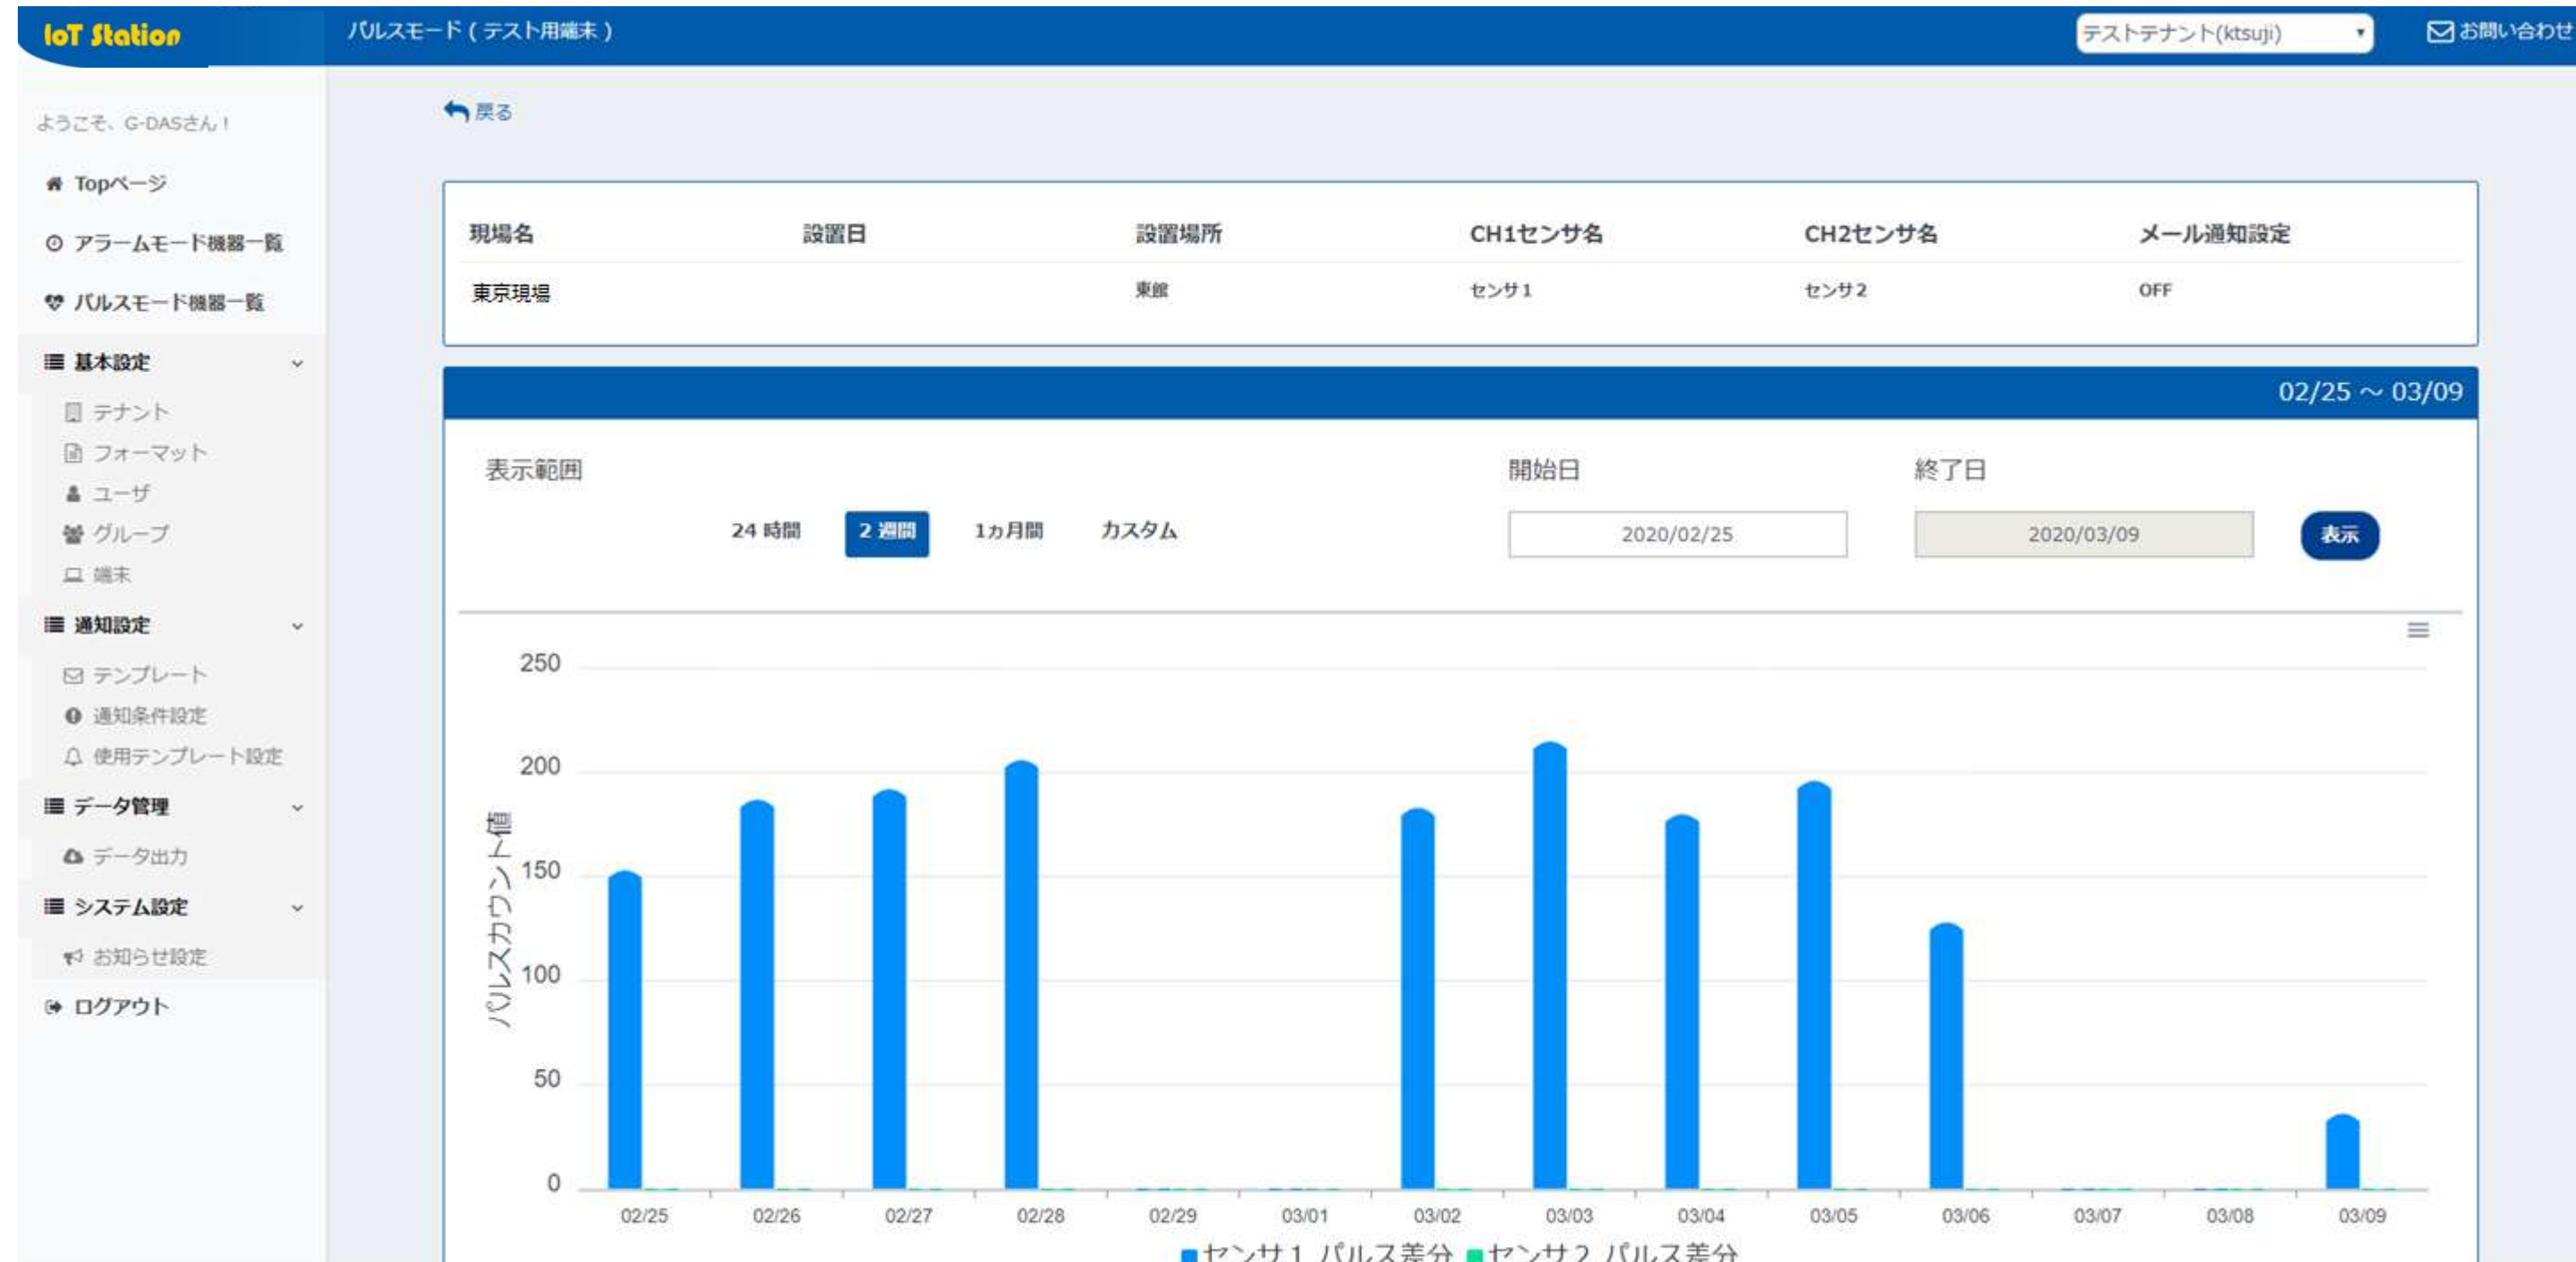 IoT Station
パルスモード ( テスト用端末 )
テストテナント(ktsuji)
お問い合わせ
ようこそ、G-DASさん！
Topページ
アラームモード機器一覧
パルスモード機器一覧
基本設定
テナント
フォーマット
ユーザ
グループ
端末
通知設定
テンプレート
通知条件設定
使用テンプレート設定
データ管理
データ出力
システム設定
お知らせ設定
ログアウト
戻る
現場名 設置日 設置場所 CH1センサ名 CH2センサ名 メール通知設定
東京現場 東館 センサ1 センサ2 OFF
02/25 ～ 03/09
表示範囲 開始日 終了日
24 時間 2 週間 1ヵ月間 カスタム 2020/02/25 2020/03/09 表示
パルスカウント値
250
200
150
100
50
0
02/25 02/26 02/27 02/28 02/29 03/01 03/02 03/03 03/04 03/05 03/06 03/07 03/08 03/09
センサ１ パルス差分 センサ２ パルス差分